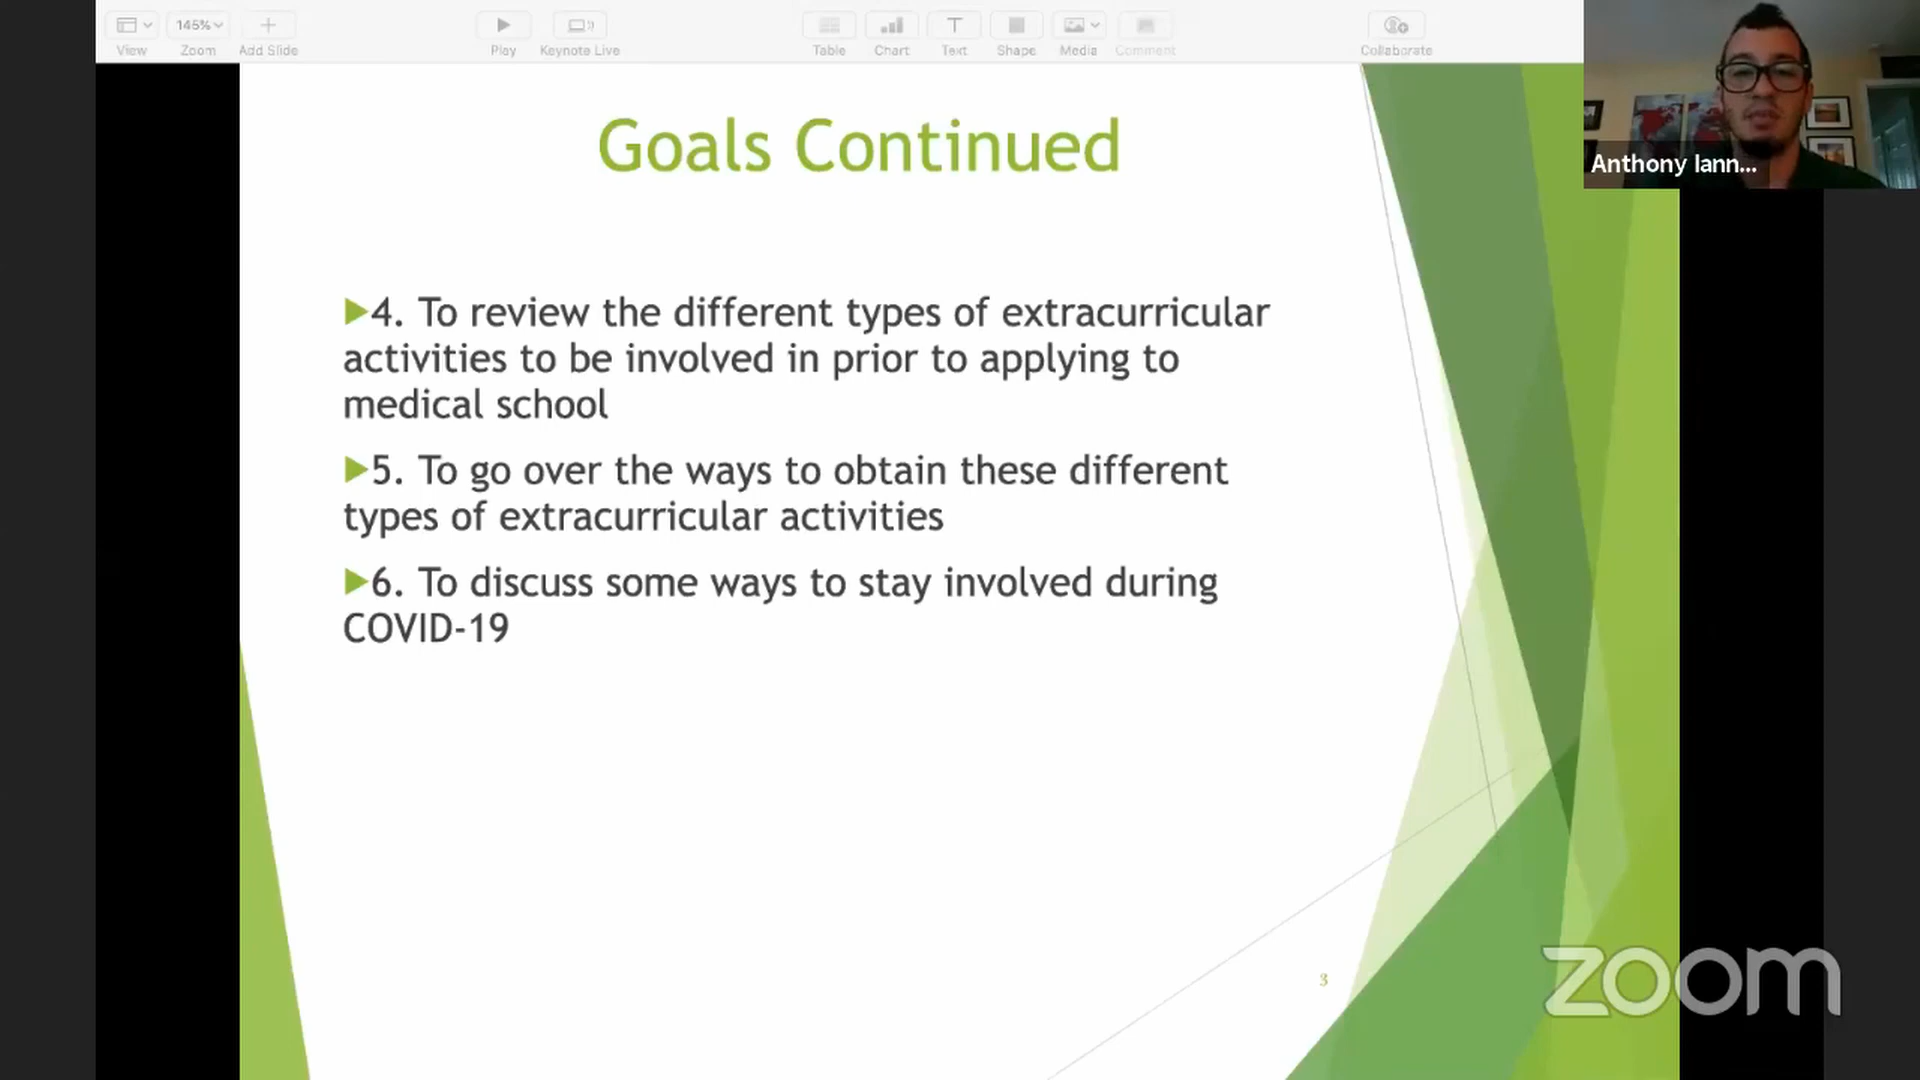 145%
View
Zoom
Add Slide
Play
Keynote Live
Table
Chart
T
Text
Shape
Media
Comment
Collaborate
Anthony Iann...
Goals Continued
4. To review the different types of extracurricular
activities to be involved in prior to applying to
medical school
5. To go over the ways to obtain these different
types of extracurricular activities
6. To discuss some ways to stay involved during
COVID-19
3
zoom